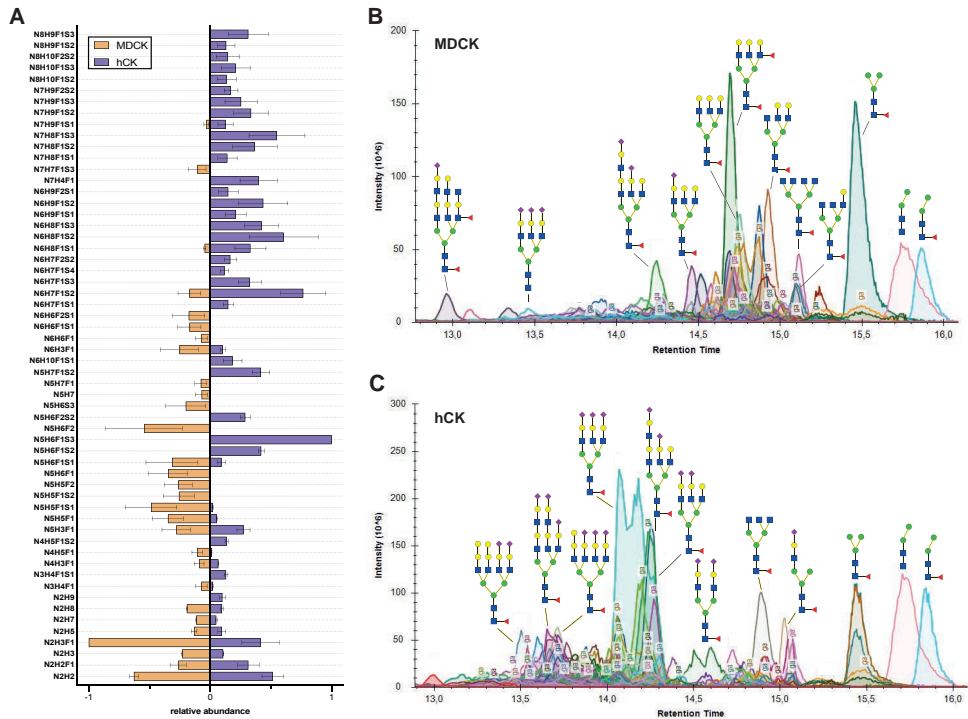 A
N8H9F1S3
N8H9F1S2
N8H10F2S2
N8H10F1S3
N8H10F1S2
N7H9F2S2
N7H9F1S3
N7H9F1S2
N7H9F1S1
N7H8F1S3
N7H8F1S2
N7H8F1S1
N7H7F1S3
N7H4F1
N6H9F2S1
N6H9F1S2
N6H9F1S1
N6H8F1S3
N6H8F1S2
N6H8F1S1
N6H7F2S2
N6H7F1S4
N6H7F1S3
N6H7F1S2
N6H7F1S1
N6H6F2S1
N6H6F1S1
N6H6F1
N6H3F1
N6H10F1S1
N5H7F1S2
N5H7F1
N5H7
N5H6S3
N5H6F2S2
N5H6F2
N5H6F1S3
N5H6F1S2
N5H6F1S1
N5H6F1
N5H5F2
N5H5F1S2
N5H5F1S1
N5H5F1
N5H3F1
N4H5F1S2
N4H5F1
N4H3F1
N3H4F1S1
N3H4F1
N2H9
N2H8
N2H7
N2H5
N2H3F1
N2H3
N2H2F1
N2H2
MDCK
hCK
-1 0 1
relative abundance
B
MDCK
Intensity (10^6)
200
150
100
50
0
13,0 13,5 14,0 14,5 15,0 15,5 16,0
Retention Time
C
hCK
Intensity (10^6)
300
250
200
150
100
50
0
13,0 13,5 14,0 14,5 15,0 15,5 16,0
Retention Time